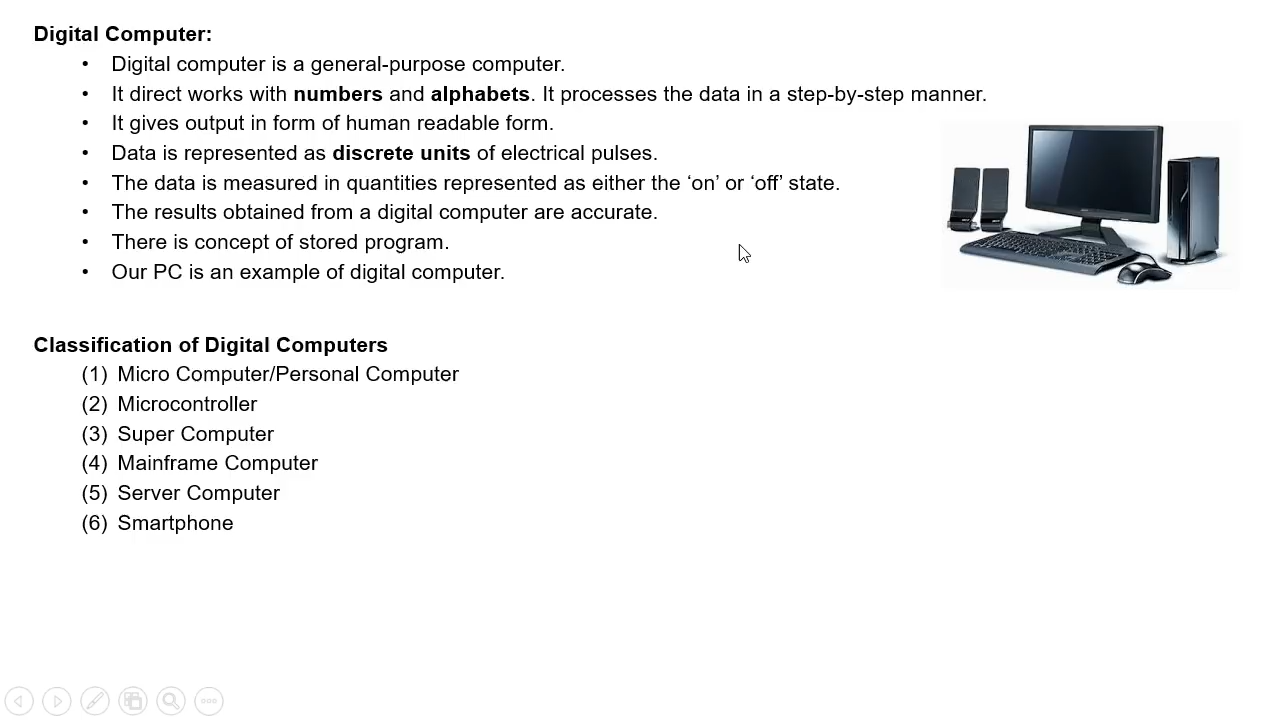 Digital Computer:
• Digital computer is a general-purpose computer.
• It direct works with numbers and alphabets. It processes the data in a step-by-step manner.
• It gives output in form of human readable form.
• Data is represented as discrete units of electrical pulses.
• The data is measured in quantities represented as either the ‘on’ or ‘off’ state.
• The results obtained from a digital computer are accurate.
• There is concept of stored program.
• Our PC is an example of digital computer.
Classification of Digital Computers
(1) Micro Computer/Personal Computer
(2) Microcontroller
(3) Super Computer
(4) Mainframe Computer
(5) Server Computer
(6) Smartphone